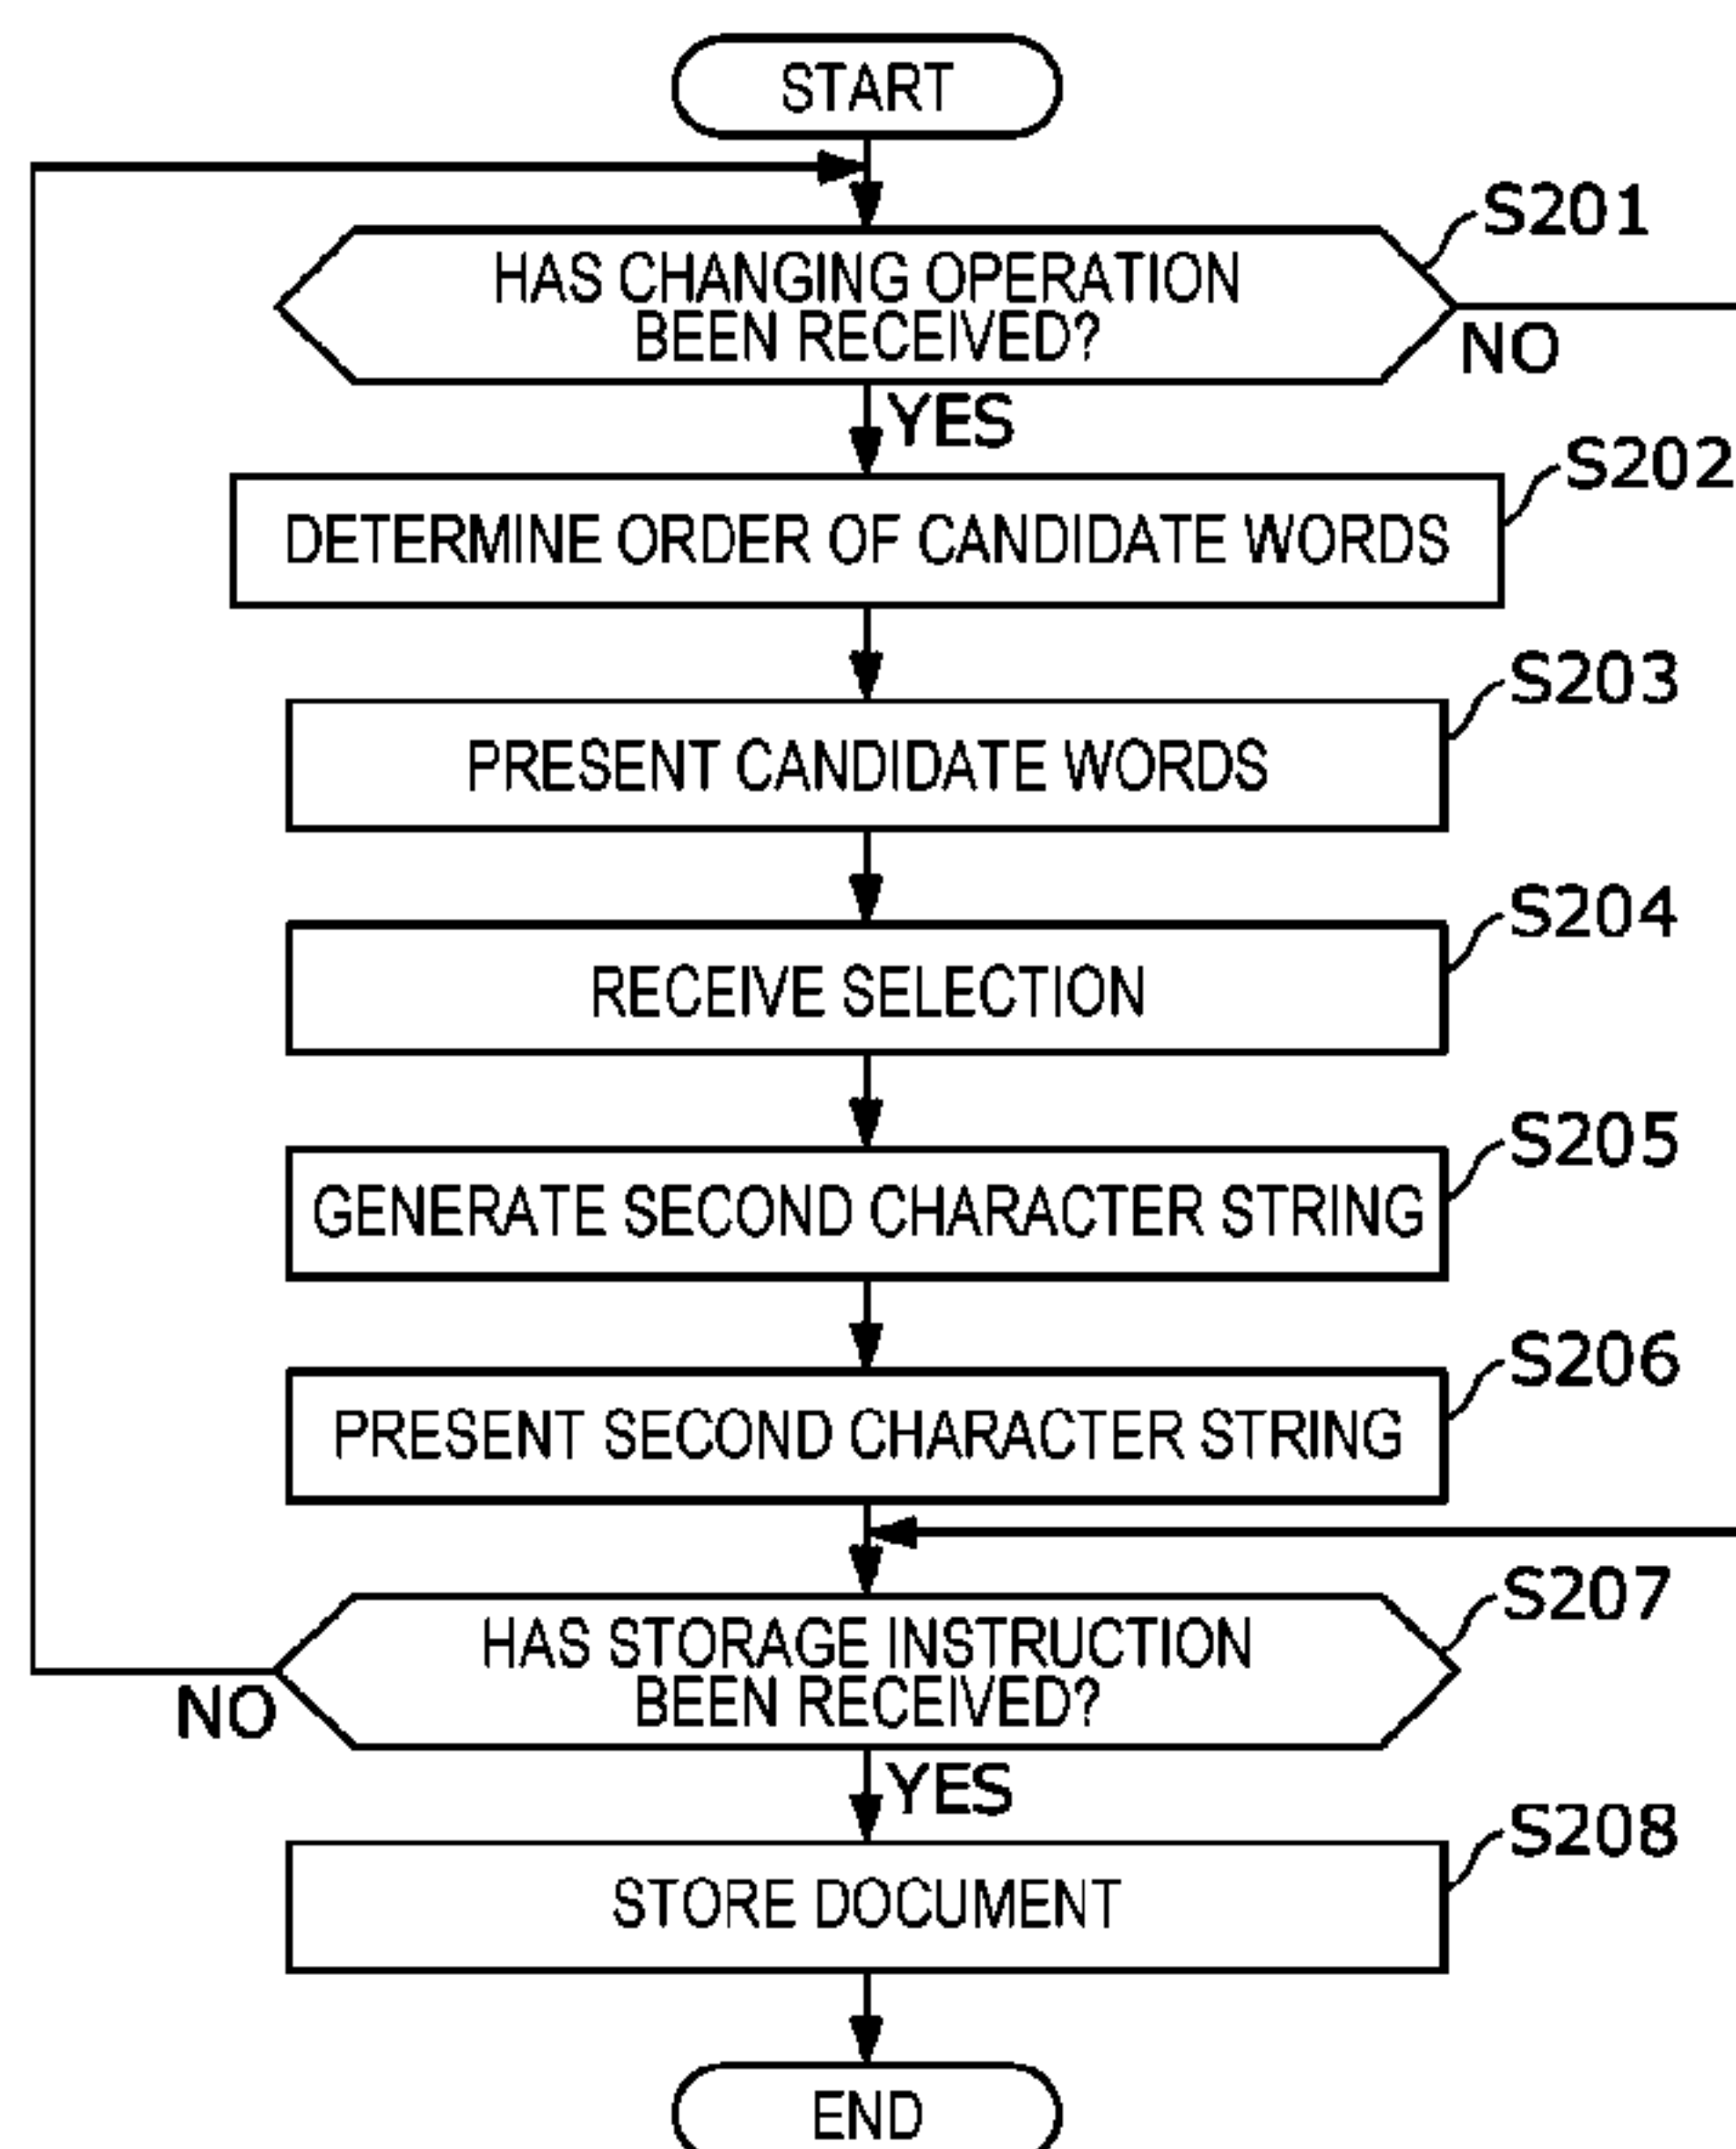 START
S201
HAS CHANGING OPERATION
BEEN RECEIVED?
NO
YES
S202
DETERMINE ORDER OF CANDIDATE WORDS
S203
PRESENT CANDIDATE WORDS
S204
RECEIVE SELECTION
S205
GENERATE SECOND CHARACTER STRING
S206
PRESENT SECOND CHARACTER STRING
S207
HAS STORAGE INSTRUCTION
BEEN RECEIVED?
NO
YES
S208
STORE DOCUMENT
END